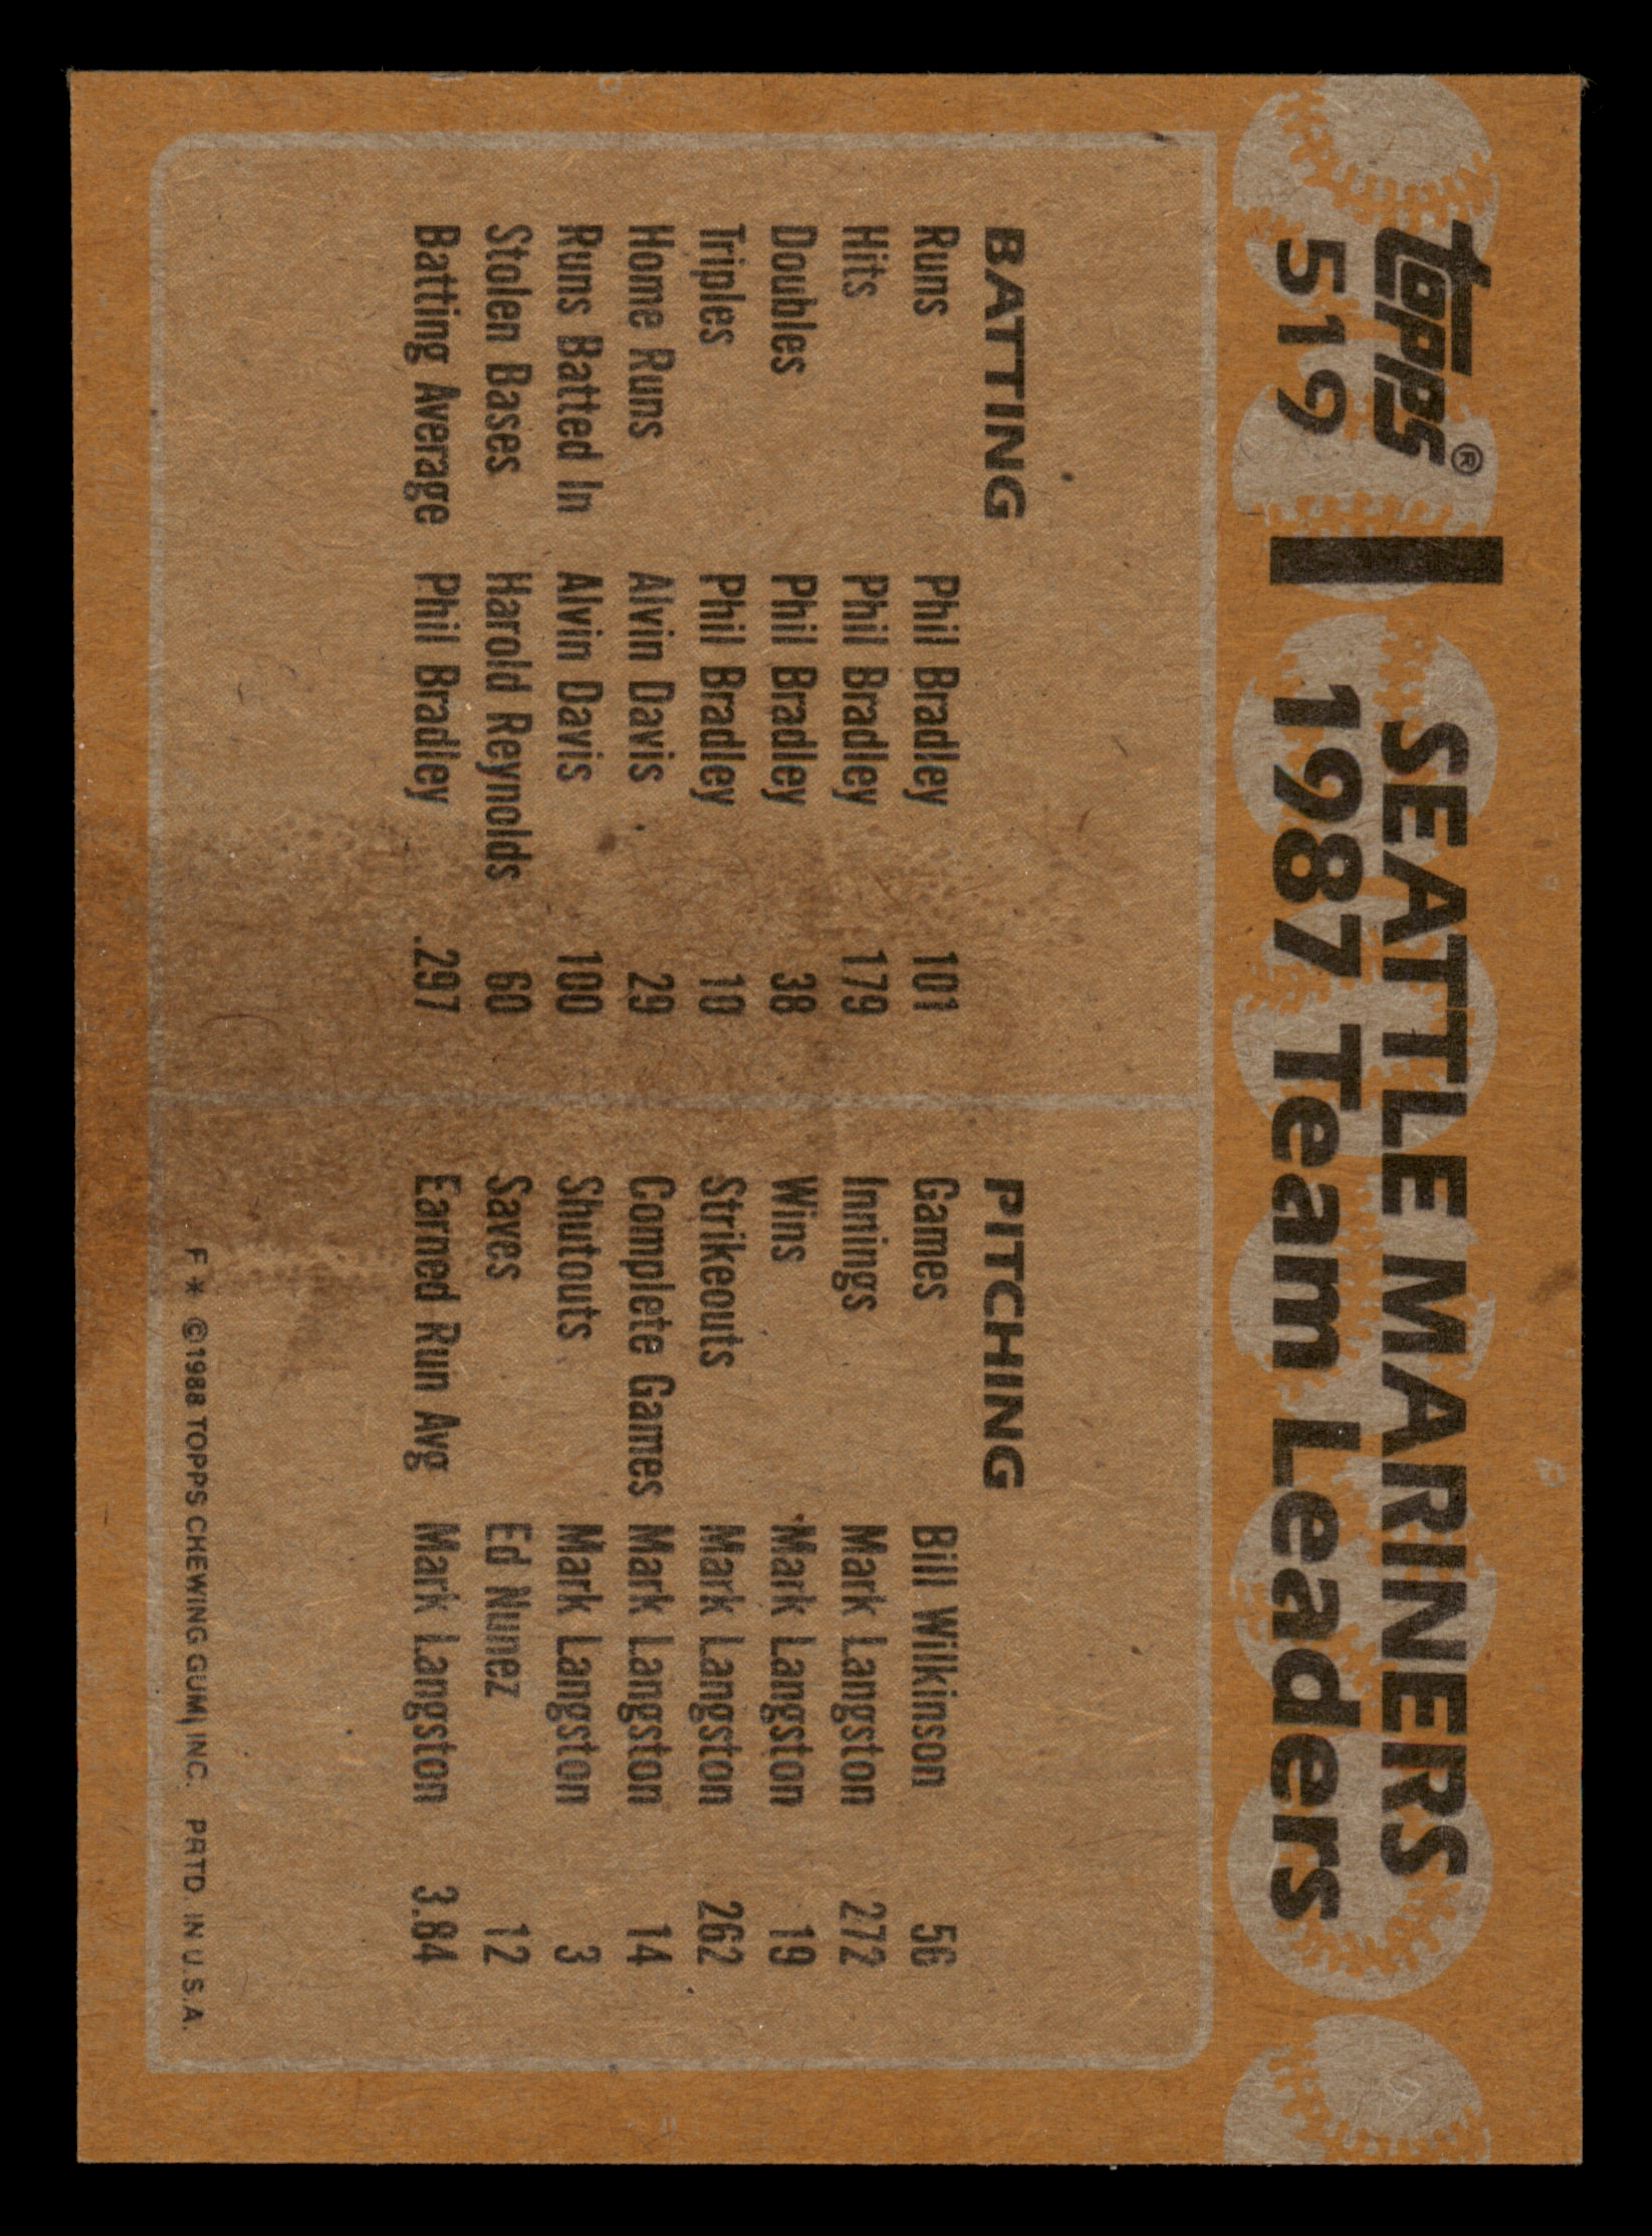 topps®
519
SEATTLE MARINERS
1987 Team Leaders
BATTING
Runs Phil Bradley 101
Hits Phil Bradley 179
Doubles Phil Bradley 38
Triples Phil Bradley 10
Home Runs Alvin Davis 29
Runs Batted In Alvin Davis 100
Stolen Bases Harold Reynolds 60
Batting Average Phil Bradley .297
PITCHING
Games Bill Wilkinson 56
Innings Mark Langston 272
Wins Mark Langston 19
Strikeouts Mark Langston 262
Complete Games Mark Langston 14
Shutouts Mark Langston 3
Saves Ed Nunez 12
Earned Run Avg Mark Langston 3.84
F * ©1988 TOPPS CHEWING GUM, INC. PRTD. IN U.S.A.